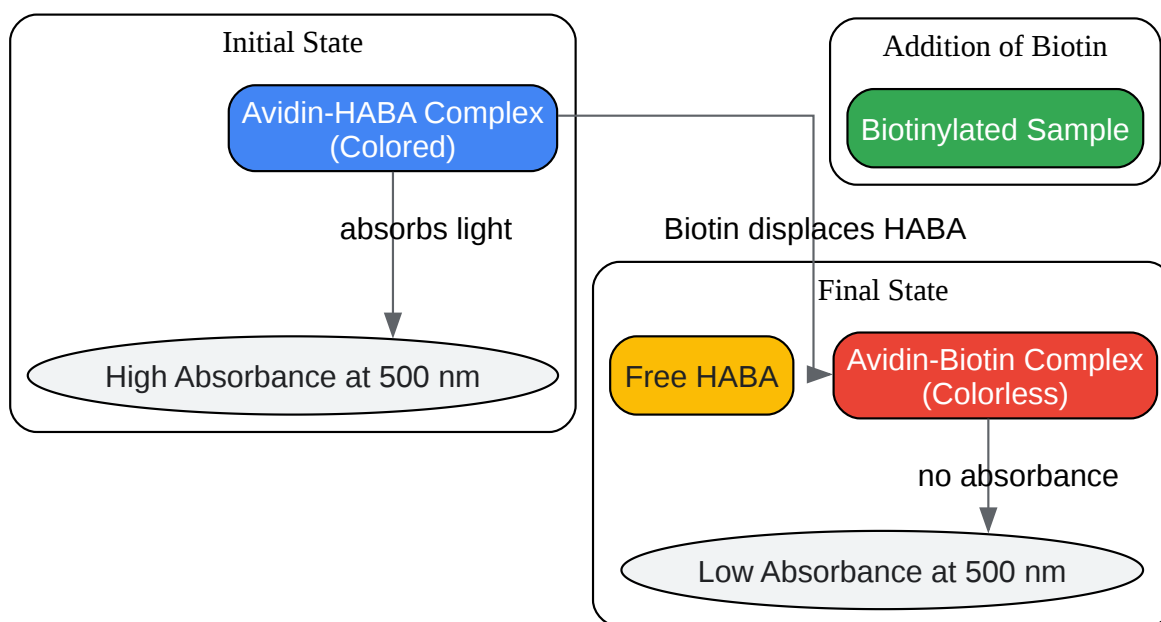 Initial State
Avidin-HABA Complex
(Colored)
absorbs light
High Absorbance at 500 nm
Addition of Biotin
Biotinylated Sample
Biotin displaces HABA
Final State
Free HABA
Avidin-Biotin Complex
(Colorless)
no absorbance
Low Absorbance at 500 nm